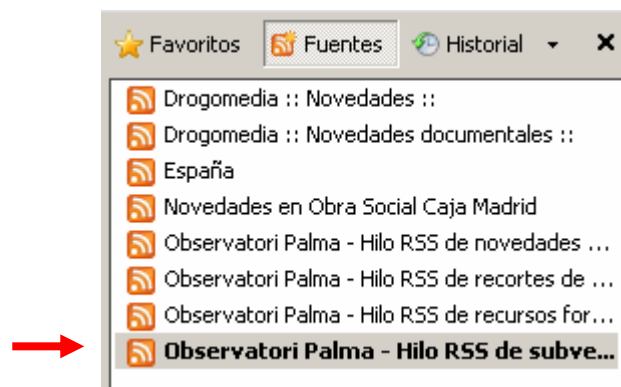 Favoritos Fuentes Historial
Drogomedia :: Novedades ::
Drogomedia :: Novedades documentales ::
España
Novedades en Obra Social Caja Madrid
Observatori Palma - Hilo RSS de novedades ...
Observatori Palma - Hilo RSS de recortes de ...
Observatori Palma - Hilo RSS de recursos for...
Observatori Palma - Hilo RSS de subve...